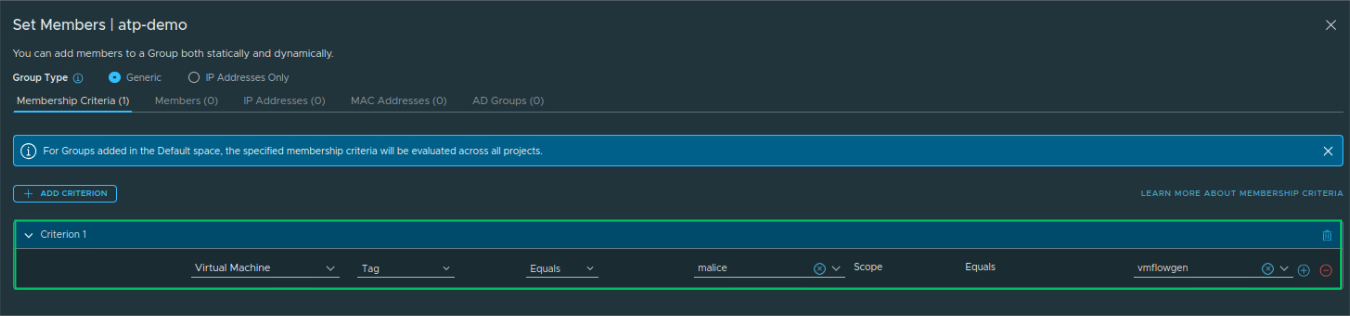 Set Members | atp-demo
You can add members to a Group both statically and dynamically.
Group Type Generic IP Addresses Only
Membership Criteria (1) Members (0) IP Addresses (0) MAC Addresses (0) AD Groups (0)
For Groups added in the Default space, the specified membership criteria will be evaluated across all projects.
ADD CRITERION LEARN MORE ABOUT MEMBERSHIP CRITERIA
Criterion 1
Virtual Machine Tag Equals malice Scope Equals vmflowgen